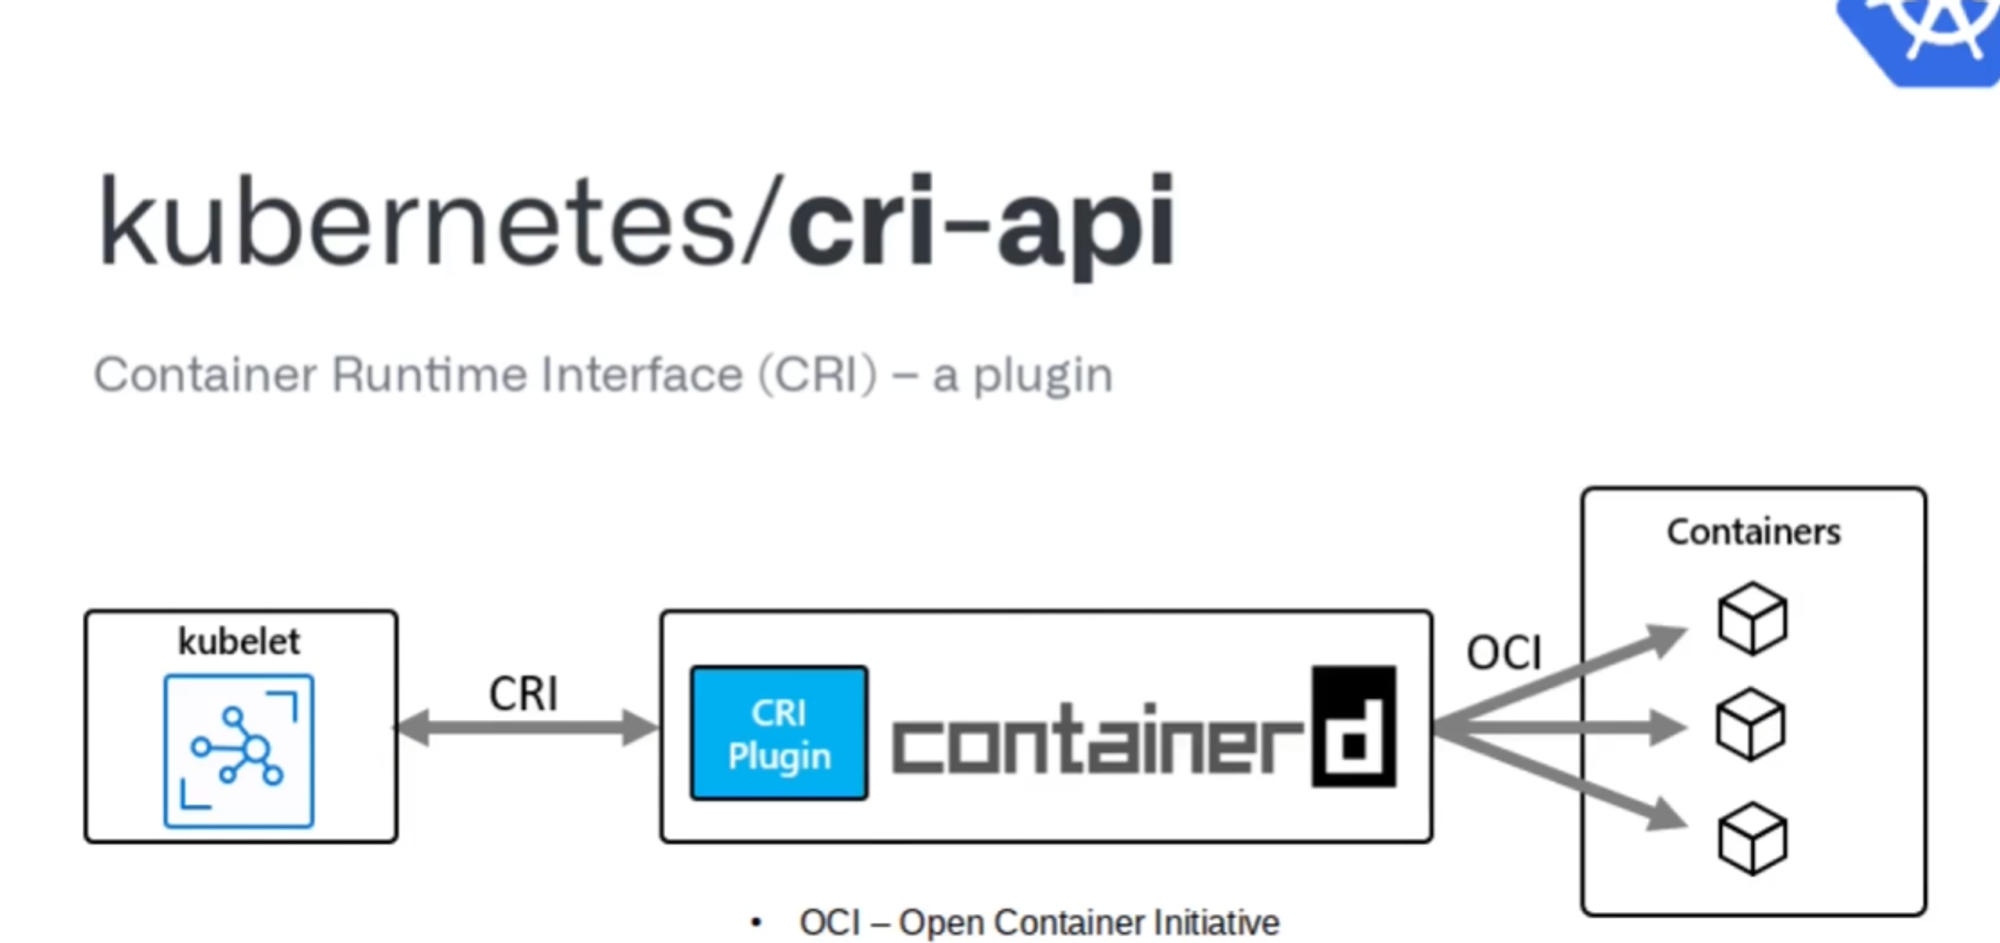 kubernetes/cri-api
Container Runtime Interface (CRI) – a plugin
kubelet
CRI
CRI
Plugin
containerd
OCI
Containers
• OCI – Open Container Initiative